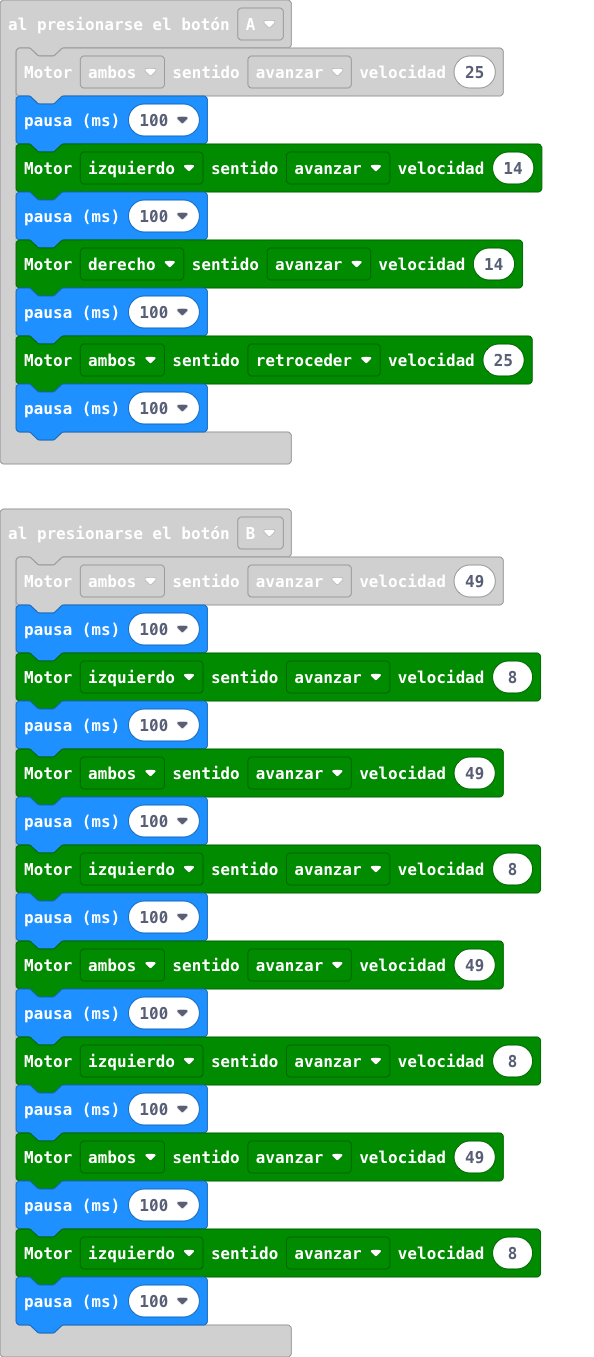 al presionarse el botón A
Motor ambos sentido avanzar velocidad 25
pausa (ms) 100
Motor izquierdo sentido avanzar velocidad 14
pausa (ms) 100
Motor derecho sentido avanzar velocidad 14
pausa (ms) 100
Motor ambos sentido retroceder velocidad 25
pausa (ms) 100
al presionarse el botón B
Motor ambos sentido avanzar velocidad 49
pausa (ms) 100
Motor izquierdo sentido avanzar velocidad 8
pausa (ms) 100
Motor ambos sentido avanzar velocidad 49
pausa (ms) 100
Motor izquierdo sentido avanzar velocidad 8
pausa (ms) 100
Motor ambos sentido avanzar velocidad 49
pausa (ms) 100
Motor izquierdo sentido avanzar velocidad 8
pausa (ms) 100
Motor ambos sentido avanzar velocidad 49
pausa (ms) 100
Motor izquierdo sentido avanzar velocidad 8
pausa (ms) 100